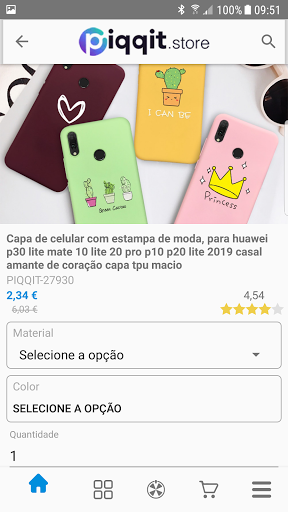 09:51
piqqit.store
I CAN BE
Green Cactus
Princess
Capa de celular com estampa de moda, para huawei
p30 lite mate 10 lite 20 pro p10 p20 lite 2019 casal
amante de coração capa tpu macio
PIQQIT-27930
2,34 € 4,54
6,03 €
Material
Selecione a opção
Color
SELECIONE A OPÇÃO
Quantidade
1